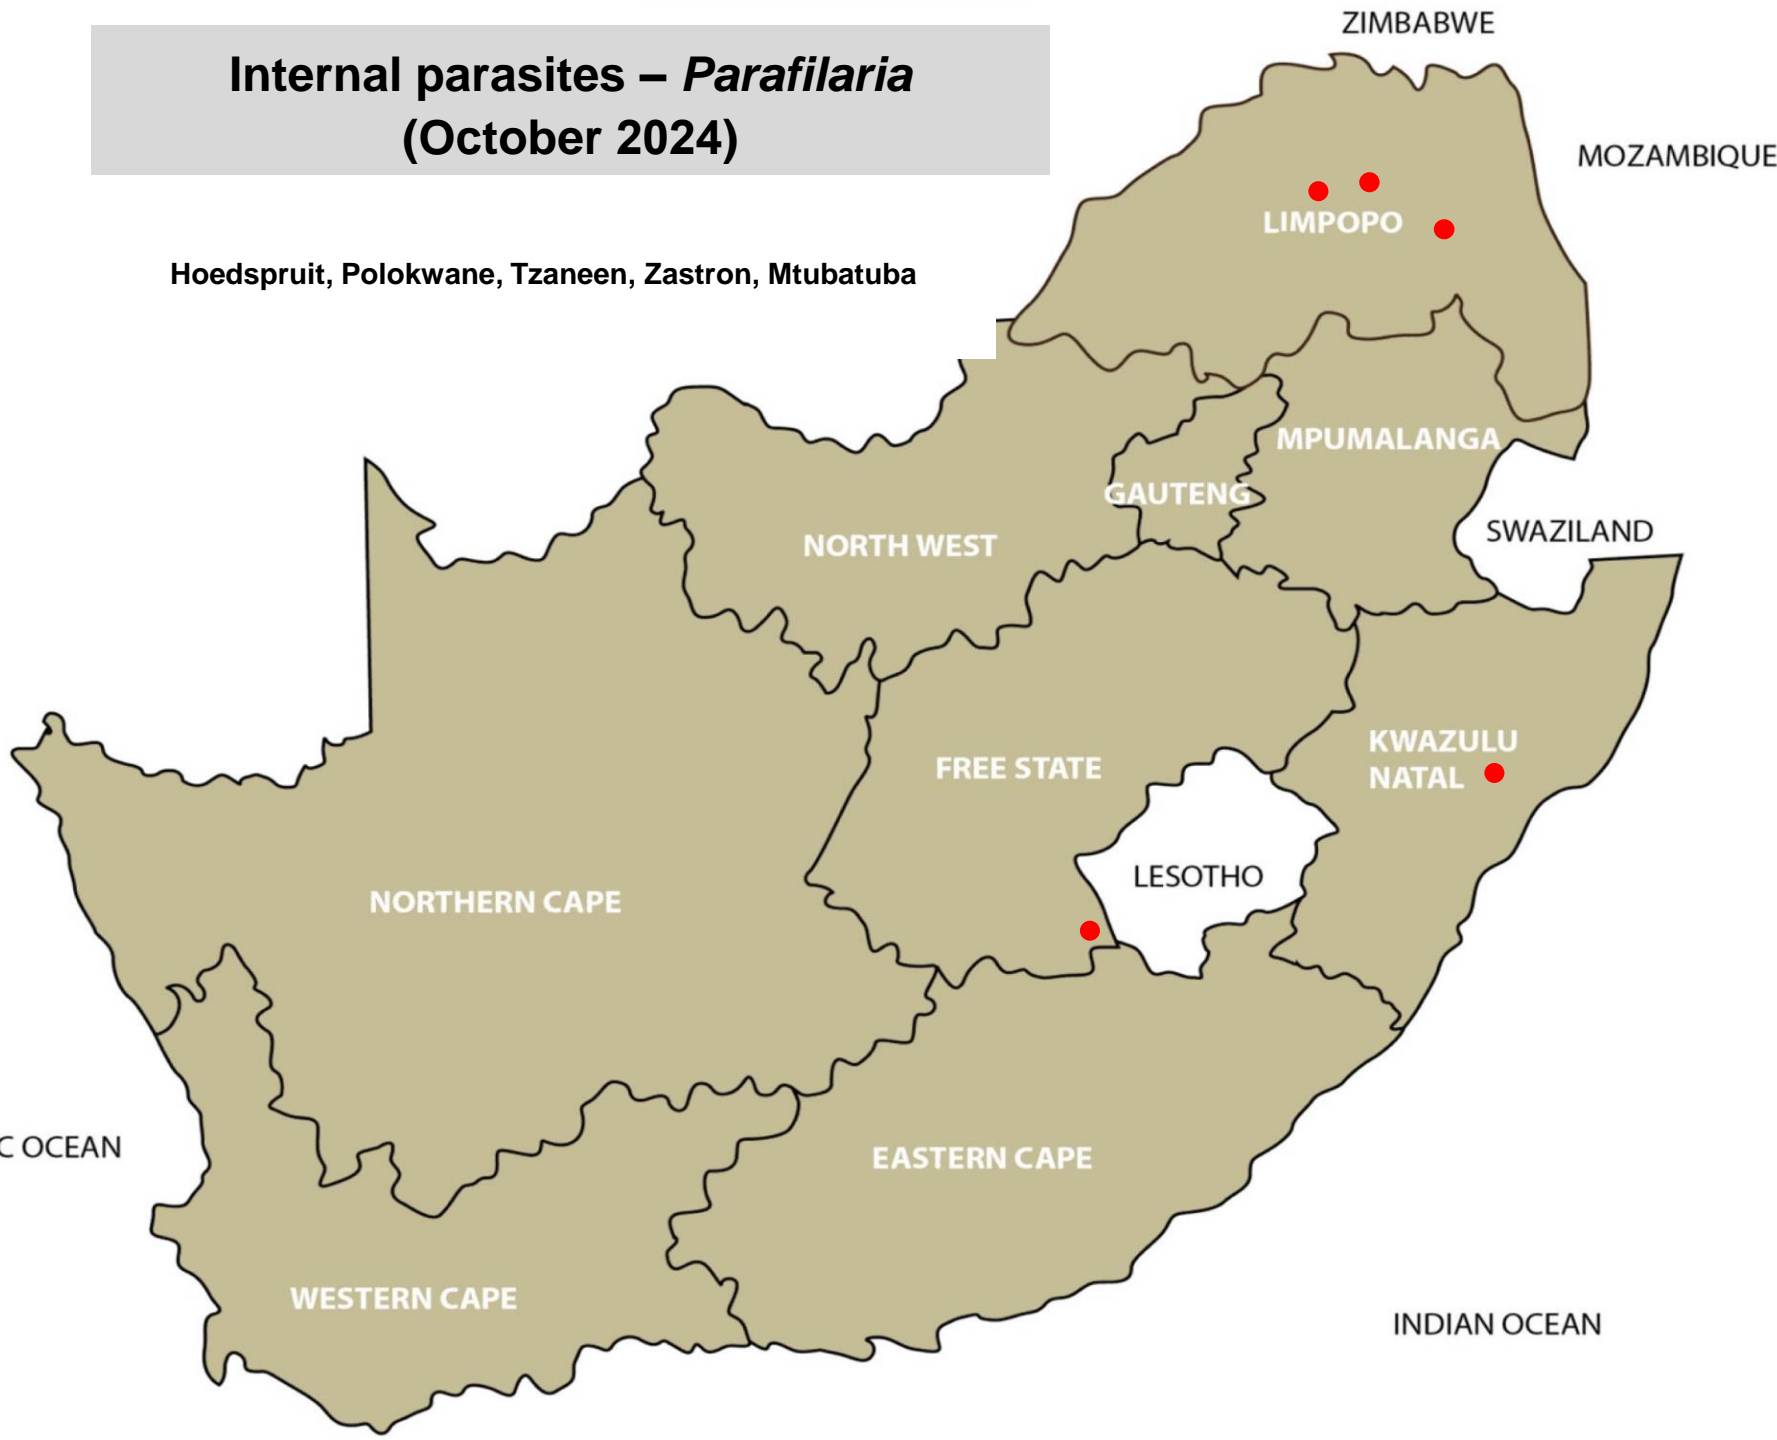 Internal parasites – Parafilaria
(October 2024)
Hoedspruit, Polokwane, Tzaneen, Zastron, Mtubatuba
ZIMBABWE
MOZAMBIQUE
LIMPOPO
MPUMALANGA
GAUTENG
SWAZILAND
NORTH WEST
KWAZULU
NATAL
FREE STATE
LESOTHO
NORTHERN CAPE
C OCEAN
EASTERN CAPE
WESTERN CAPE
INDIAN OCEAN